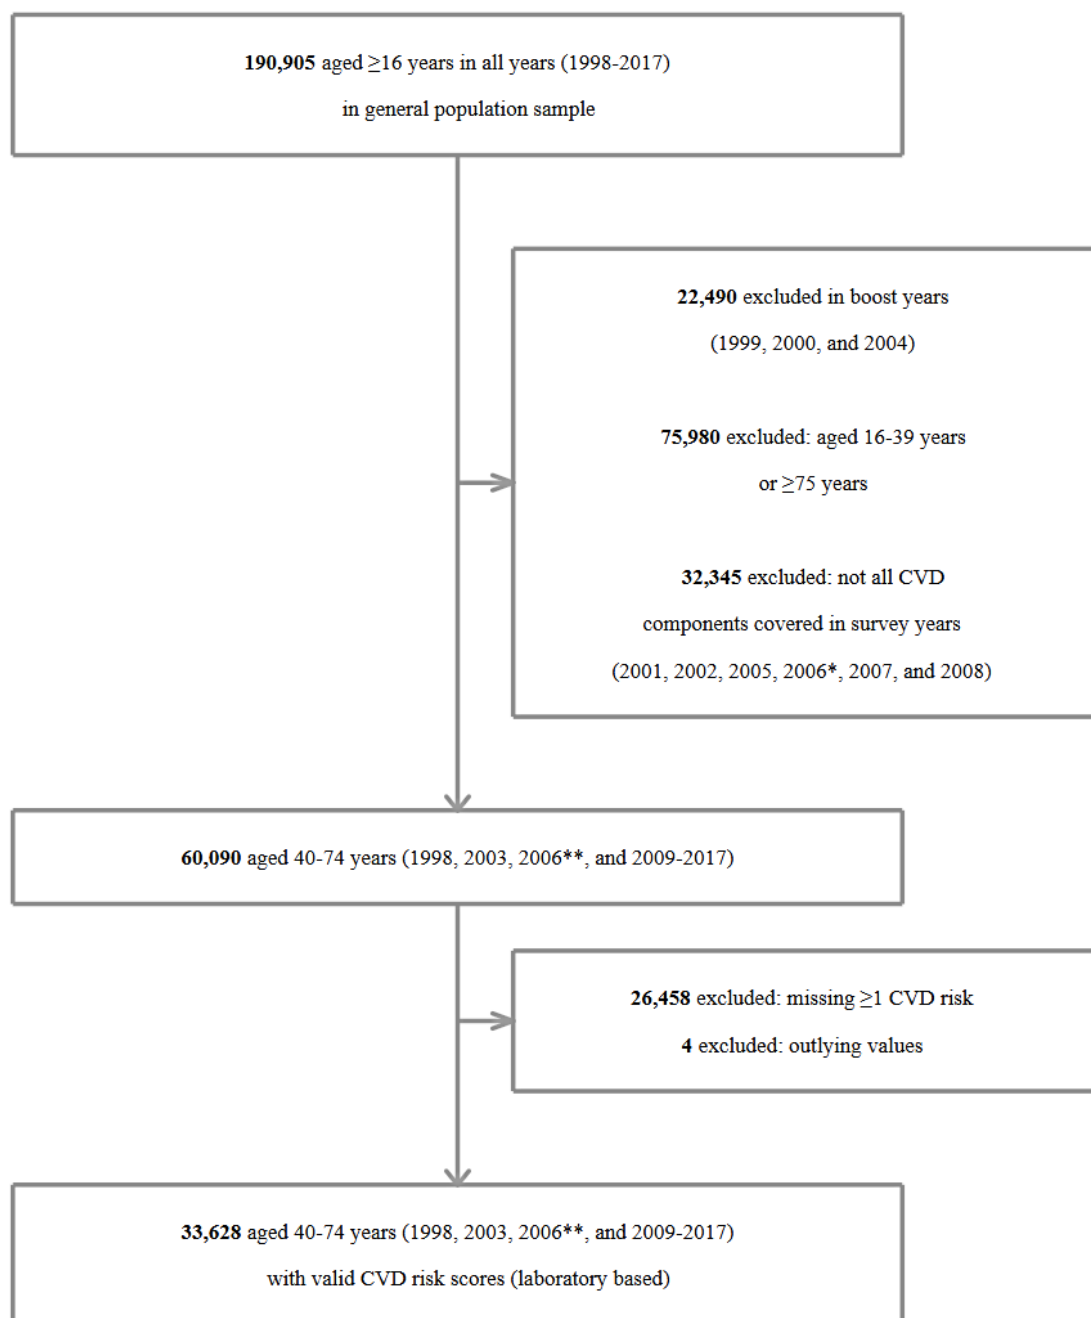 190,905 aged ≥16 years in all years (1998-2017)
in general population sample
22,490 excluded in boost years
(1999, 2000, and 2004)
75,980 excluded: aged 16-39 years
or ≥75 years
32,345 excluded: not all CVD
components covered in survey years
(2001, 2002, 2005, 2006*, 2007, and 2008)
60,090 aged 40-74 years (1998, 2003, 2006**, and 2009-2017)
26,458 excluded: missing ≥1 CVD risk
4 excluded: outlying values
33,628 aged 40-74 years (1998, 2003, 2006**, and 2009-2017)
with valid CVD risk scores (laboratory based)